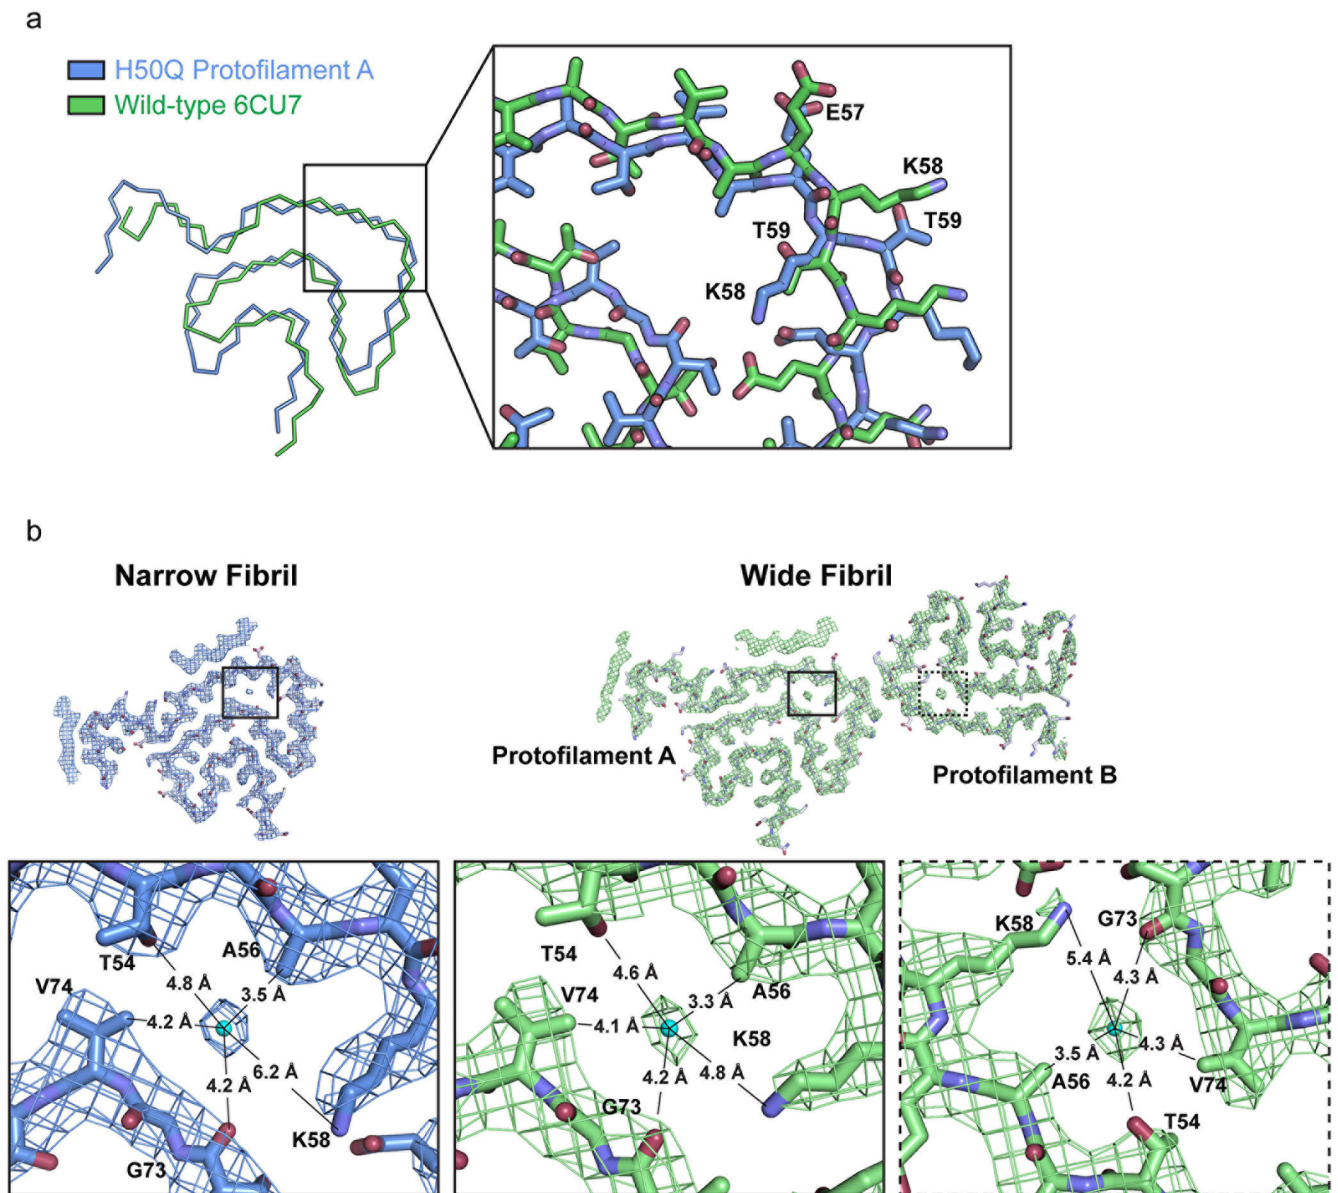 a
H50Q Protofilament A
Wild-type 6CU7
E57
K58
T59
T59
K58
b
Narrow Fibril
Wide Fibril
Protofilament A
Protofilament B
T54
A56
V74
4.8 Å
3.5 Å
4.2 Å
4.2 Å
6.2 Å
K58
G73
T54
4.6 Å
V74
3.3 Å
A56
4.1 Å
K58
4.2 Å
4.8 Å
G73
K58
G73
5.4 Å
4.3 Å
3.5 Å
4.3 Å
A56
4.2 Å
V74
T54